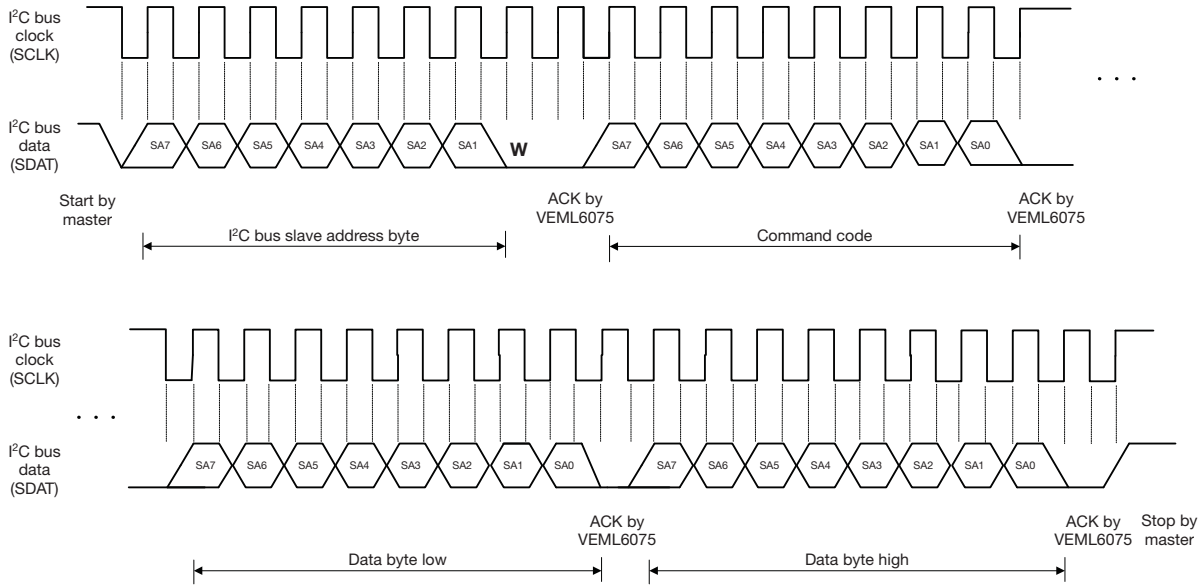 I²C bus
clock
(SCLK)
. . .
I²C bus
data
(SDAT)
SA7 SA6 SA5 SA4 SA3 SA2 SA1 W SA7 SA6 SA5 SA4 SA3 SA2 SA1 SA0
Start by
master
ACK by
VEML6075
ACK by
VEML6075
I²C bus slave address byte
Command code
I²C bus
clock
(SCLK)
. . .
I²C bus
data
(SDAT)
SA7 SA6 SA5 SA4 SA3 SA2 SA1 SA0 SA7 SA6 SA5 SA4 SA3 SA2 SA1 SA0
ACK by
VEML6075
ACK by
VEML6075
Stop by
master
Data byte low
Data byte high